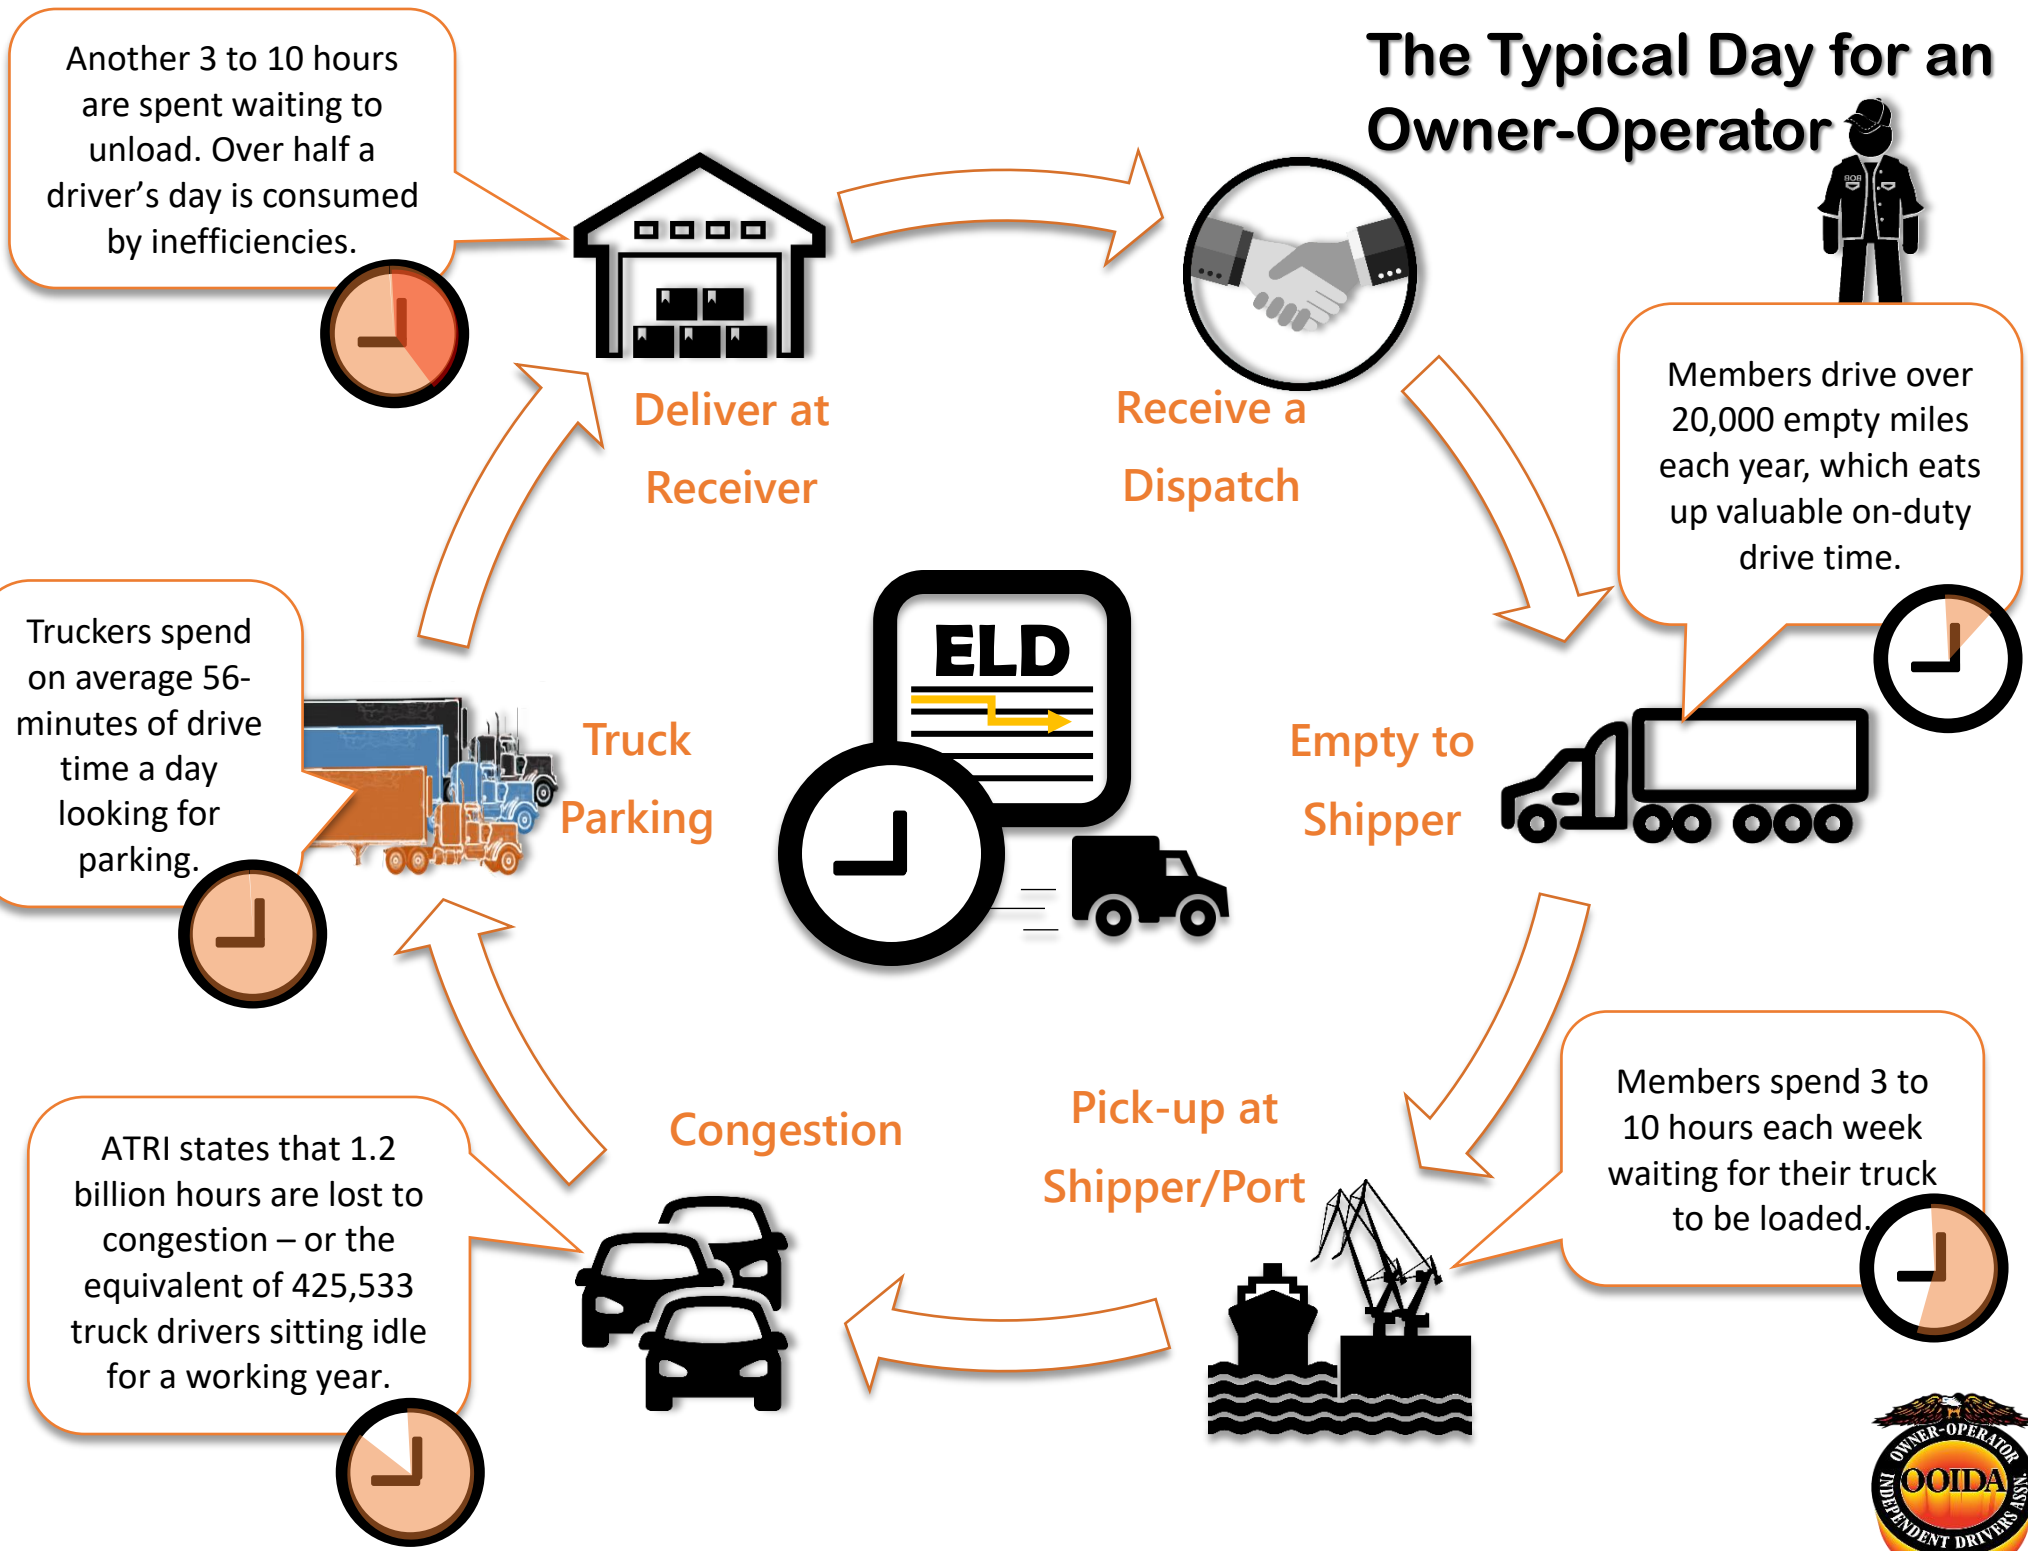 The Typical Day for an
Owner-Operator
BOB
Another 3 to 10 hours
are spent waiting to
unload. Over half a
driver’s day is consumed
by inefficiencies.
Deliver at
Receiver
Receive a
Dispatch
Members drive over
20,000 empty miles
each year, which eats
up valuable on-duty
drive time.
Truckers spend
on average 56-
minutes of drive
time a day
looking for
parking.
Truck
Parking
ELD
Empty to
Shipper
Members spend 3 to
10 hours each week
waiting for their truck
to be loaded.
Pick-up at
Shipper/Port
Congestion
ATRI states that 1.2
billion hours are lost to
congestion – or the
equivalent of 425,533
truck drivers sitting idle
for a working year.
OWNER-OPERATOR
OOIDA
INDEPENDENT DRIVERS ASSN.